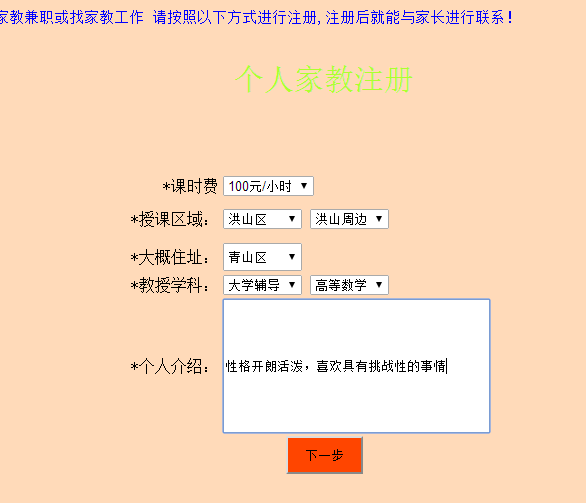 家教兼职或找家教工作 请按照以下方式进行注册,注册后就能与家长进行联系！
个人家教注册
*课时费 100元/小时
*授课区域： 洪山区 洪山周边
*大概住址： 青山区
*教授学科： 大学辅导 高等数学
*个人介绍： 性格开朗活泼，喜欢具有挑战性的事情
下一步